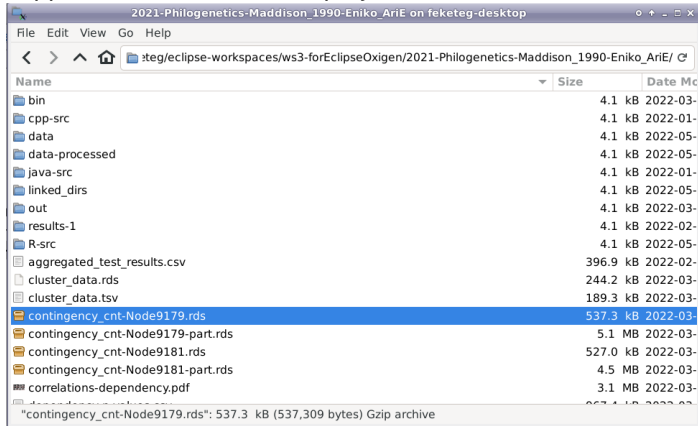 2021-Philogenetics-Maddison_1990-Eniko_AriE on feketeg-desktop
File Edit View Go Help
eteg/eclipse-workspaces/ws3-forEclipseOxigen/2021-Philogenetics-Maddison_1990-Eniko_AriE/
Name Size Date Mo
bin 4.1 kB 2022-03-
cpp-src 4.1 kB 2022-01-
data 4.1 kB 2022-05-
data-processed 4.1 kB 2022-05-
java-src 4.1 kB 2022-01-
linked_dirs 4.1 kB 2022-05-
out 4.1 kB 2022-03-
results-1 4.1 kB 2022-02-
R-src 4.1 kB 2022-05-
aggregated_test_results.csv 396.9 kB 2022-02-
cluster_data.rds 244.2 kB 2022-03-
cluster_data.tsv 189.3 kB 2022-03-
contingency_cnt-Node9179.rds 537.3 kB 2022-03-
contingency_cnt-Node9179-part.rds 5.1 MB 2022-03-
contingency_cnt-Node9181.rds 527.0 kB 2022-03-
contingency_cnt-Node9181-part.rds 4.5 MB 2022-03-
correlations-dependency.pdf 3.1 MB 2022-03-
"contingency_cnt-Node9179.rds": 537.3 kB (537,309 bytes) Gzip archive